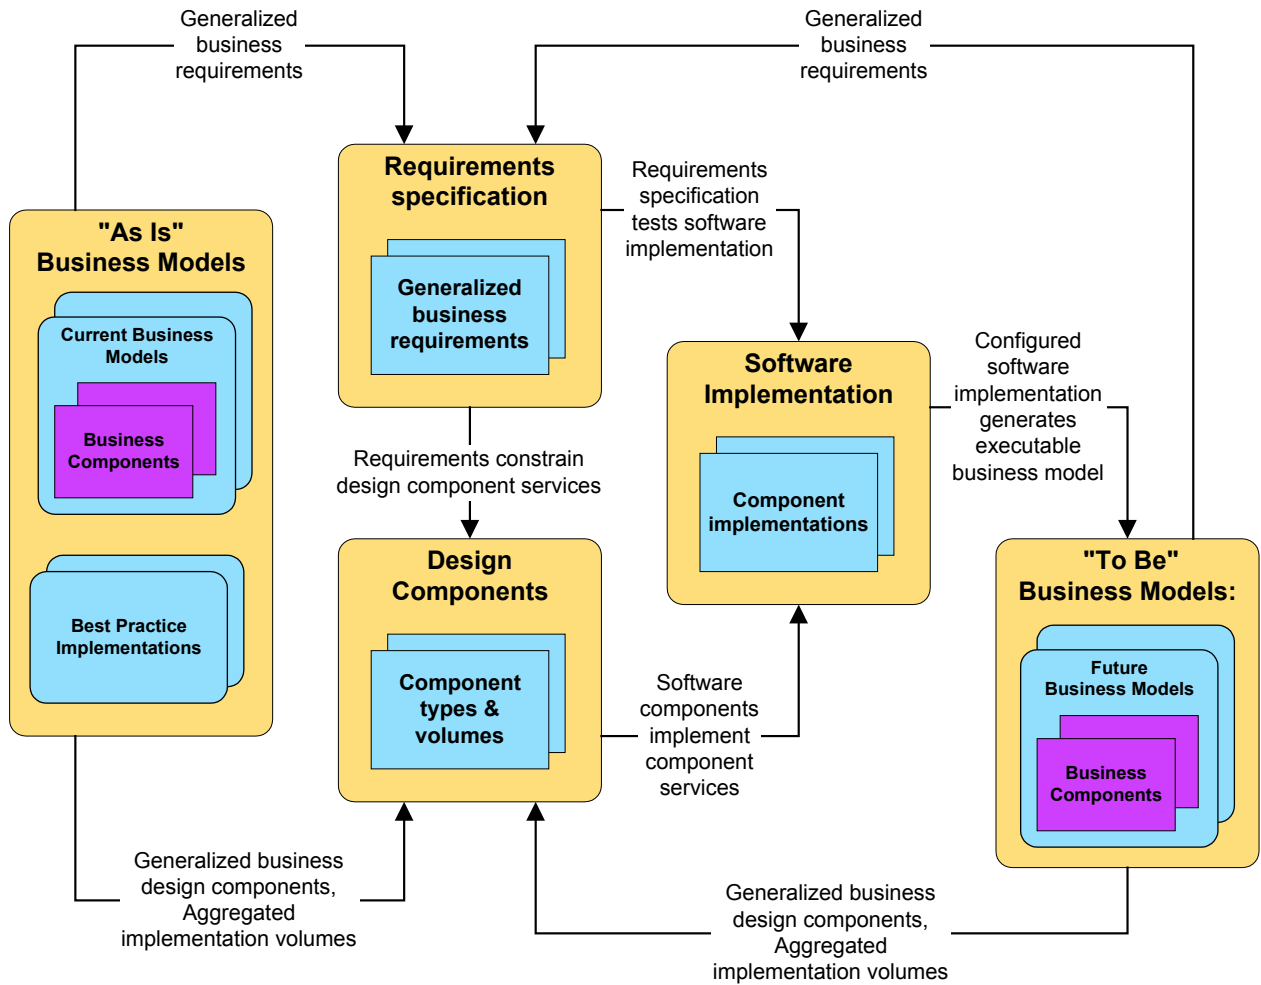 Generalized
business
requirements
Generalized
business
requirements
Requirements
specification
Generalized
business
requirements
Requirements
specification
tests software
implementation
"As Is"
Business Models
Current Business
Models
Business
Components
Best Practice
Implementations
Software
Implementation
Component
implementations
Configured
software
implementation
generates
executable
business model
Requirements constrain
design component services
Design
Components
Component
types &
volumes
Software
components
implement
component
services
"To Be"
Business Models:
Future
Business Models
Business
Components
Generalized business
design components,
Aggregated
implementation volumes
Generalized business
design components,
Aggregated
implementation volumes